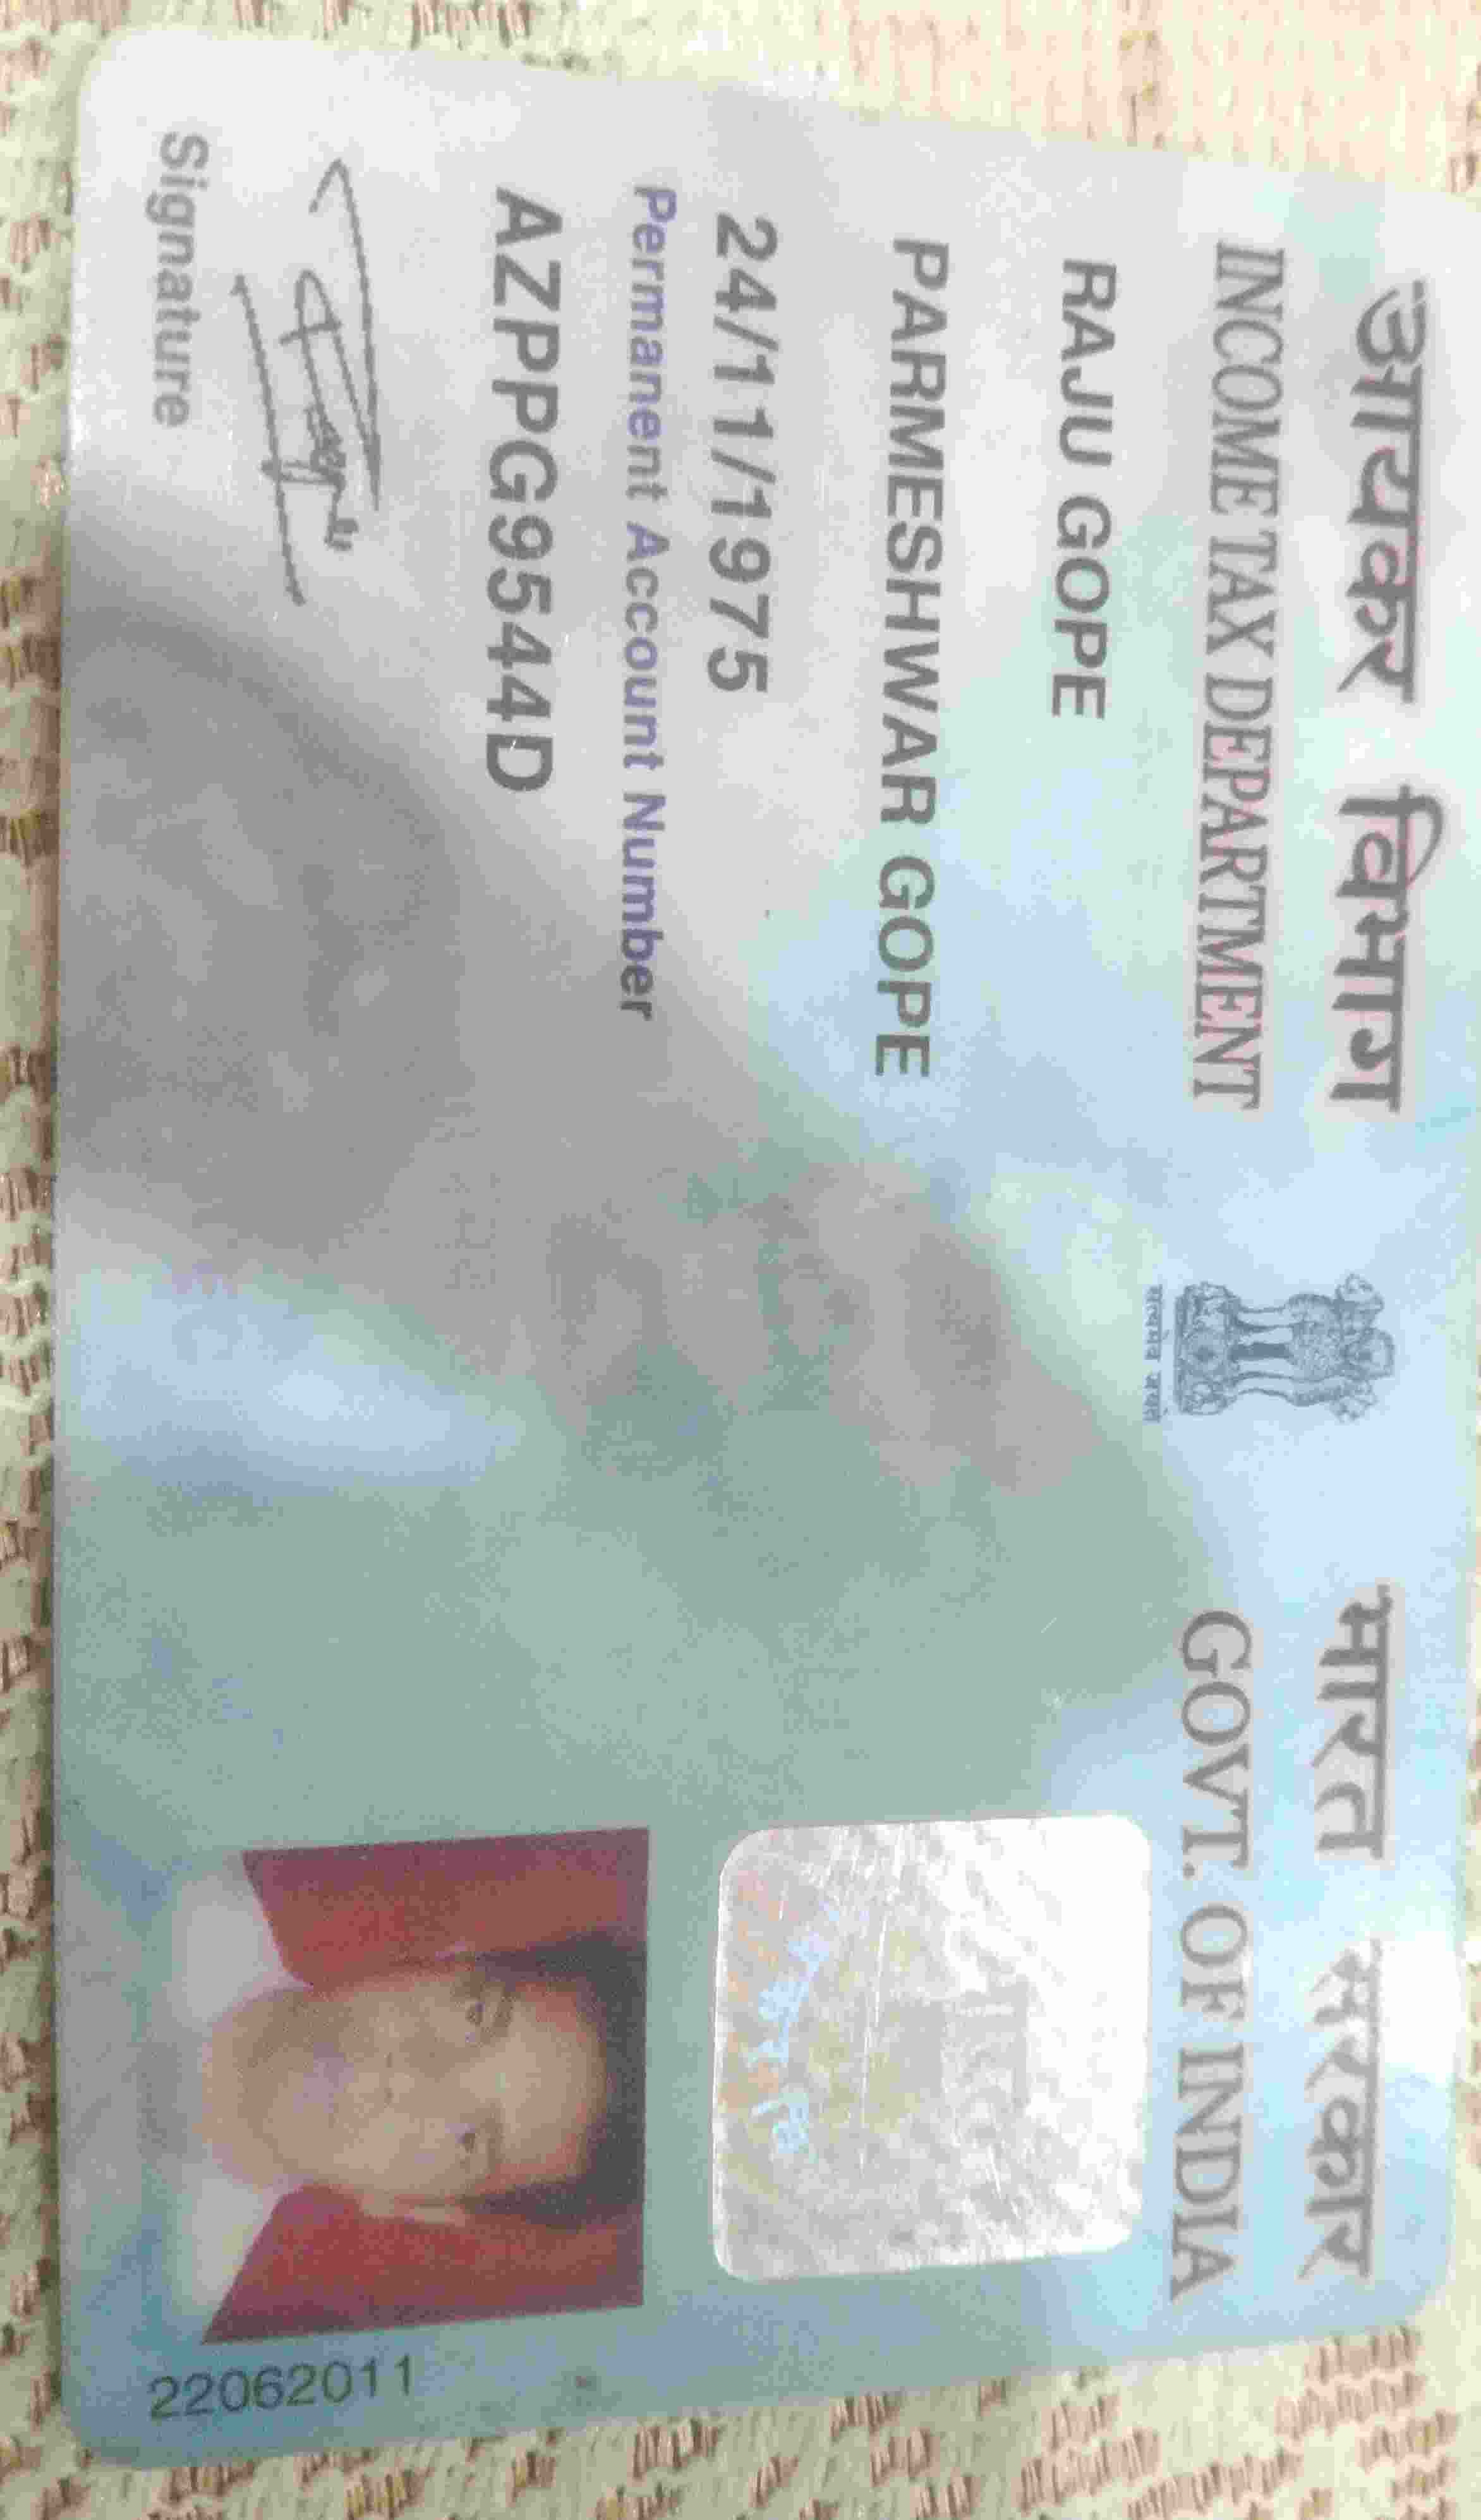 आयकर विभाग
INCOME TAX DEPARTMENT
सत्यमेव जयते
भारत सरकार
GOVT. OF INDIA
RAJU GOPE
PARMESHWAR GOPE
24/11/1975
Permanent Account Number
AZPPG9544D
Signature
22062011